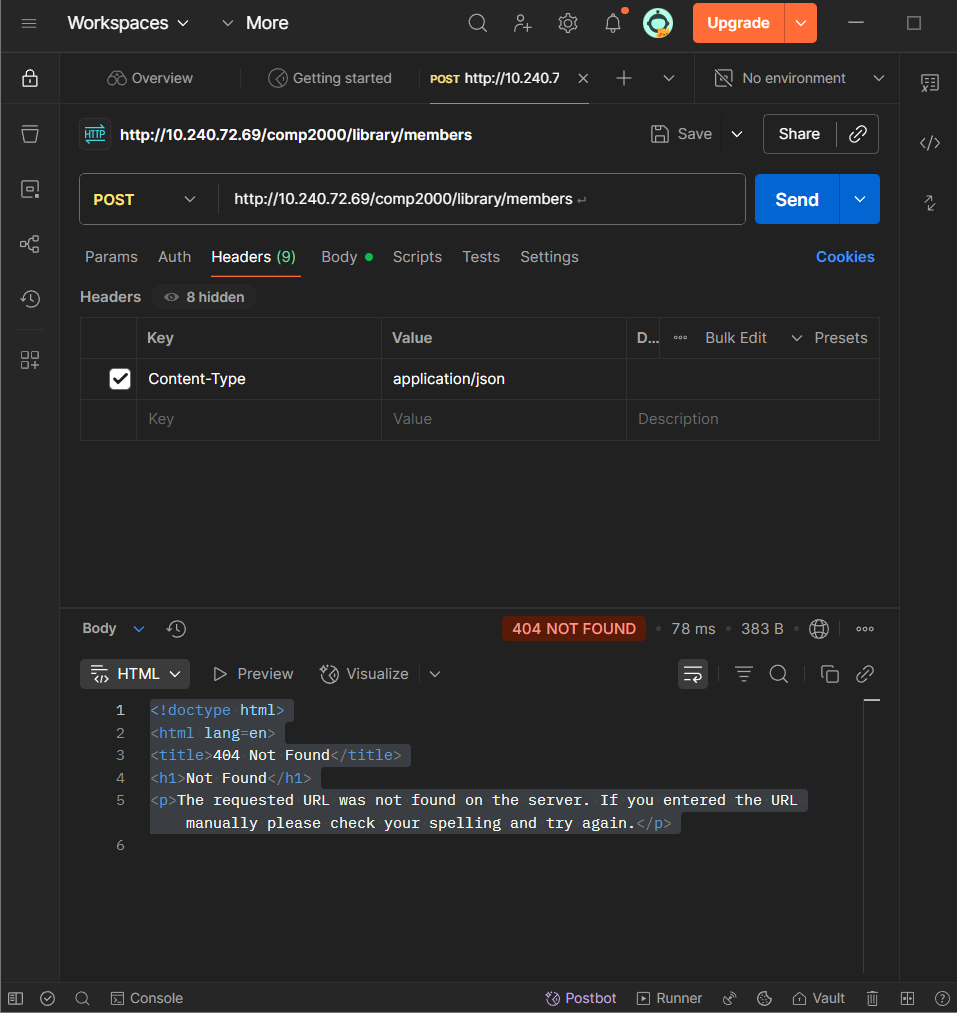 Workspaces More Upgrade
Overview Getting started POST http://10.240.7 No environment
HTTP http://10.240.72.69/comp2000/library/members Save Share
POST http://10.240.72.69/comp2000/library/members ↵ Send
Params Auth Headers (9) Body Scripts Tests Settings Cookies
Headers 8 hidden
Key Value D... Bulk Edit Presets
Content-Type application/json
Key Value Description
Body 404 NOT FOUND 78 ms 383 B
HTML Preview Visualize
1 <!doctype html>
2 <html lang=en>
3 <title>404 Not Found</title>
4 <h1>Not Found</h1>
5 <p>The requested URL was not found on the server. If you entered the URL
manually please check your spelling and try again.</p>
6
Console Postbot Runner Vault